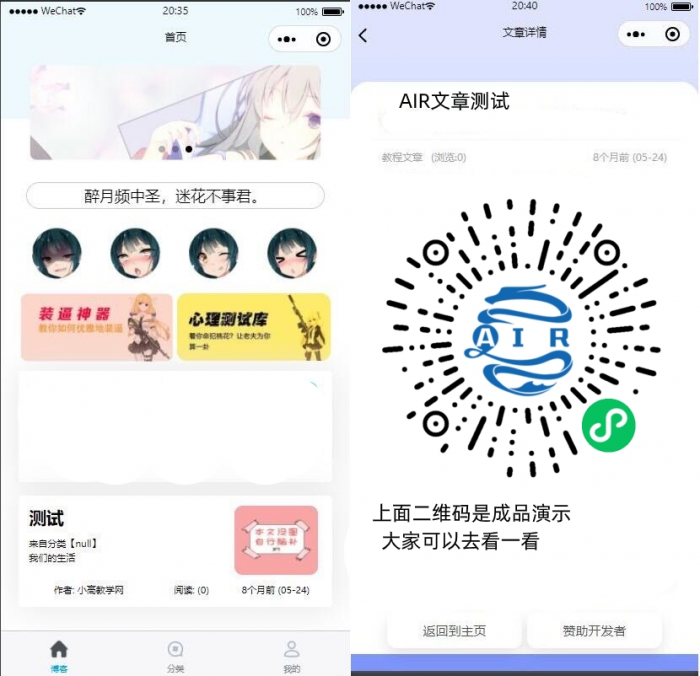 ●●●●● WeChat
20:35
100%
首页
醉月频中圣，迷花不事君。
装逼神器
教你如何优雅地装逼
心理测试库
看你命犯桃花？让老夫为你
算一卦
测试
来自分类【null】
我们的生活
本文没图
自行脑补
作者: 小亮教学网
阅读: (0)
8个月前 (05-24)
博客
分类
我的
●●●●● WeChat
20:40
100%
文章详情
AIR文章测试
教程文章
(浏览:0)
8个月前 (05-24)
AIR
上面二维码是成品演示
大家可以去看一看
返回到主页
赞助开发者